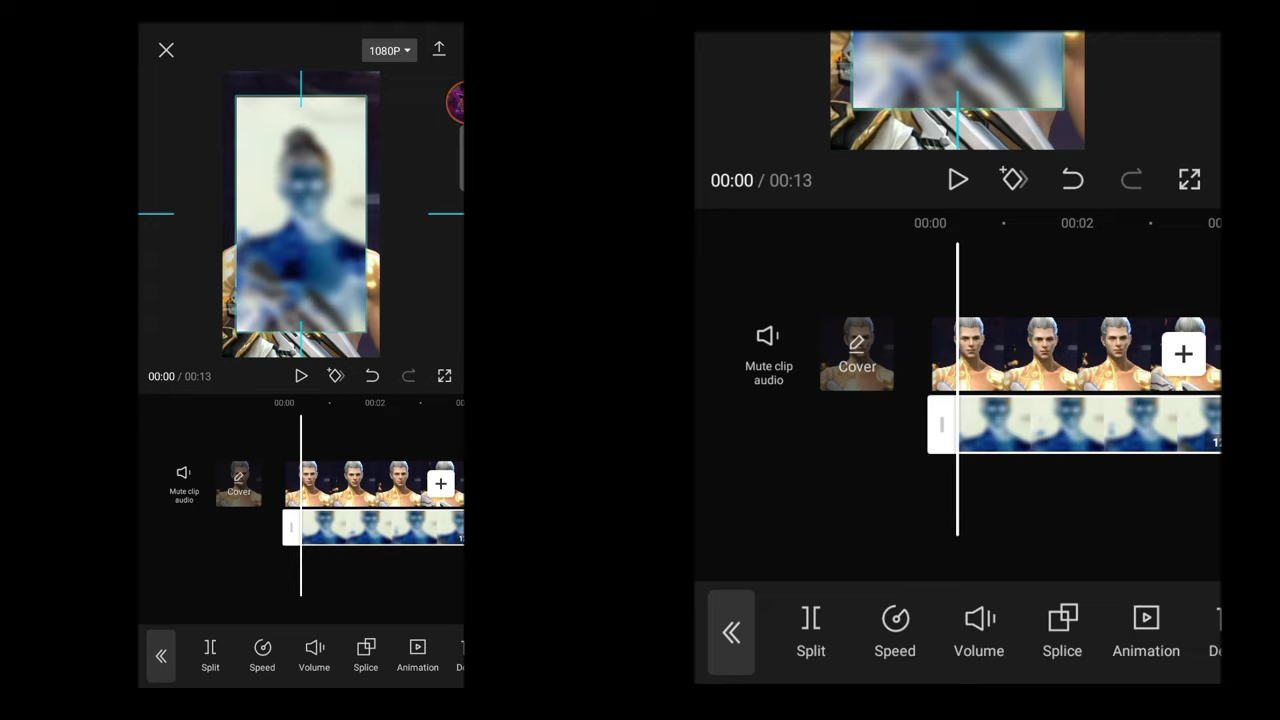 1080P
00:00 / 00:13
00:00
00:02
Mute clip
audio
Cover
Split
Speed
Volume
Splice
Animation
00:00 / 00:13
00:00
00:02
Mute clip
audio
Cover
Split
Speed
Volume
Splice
Animation